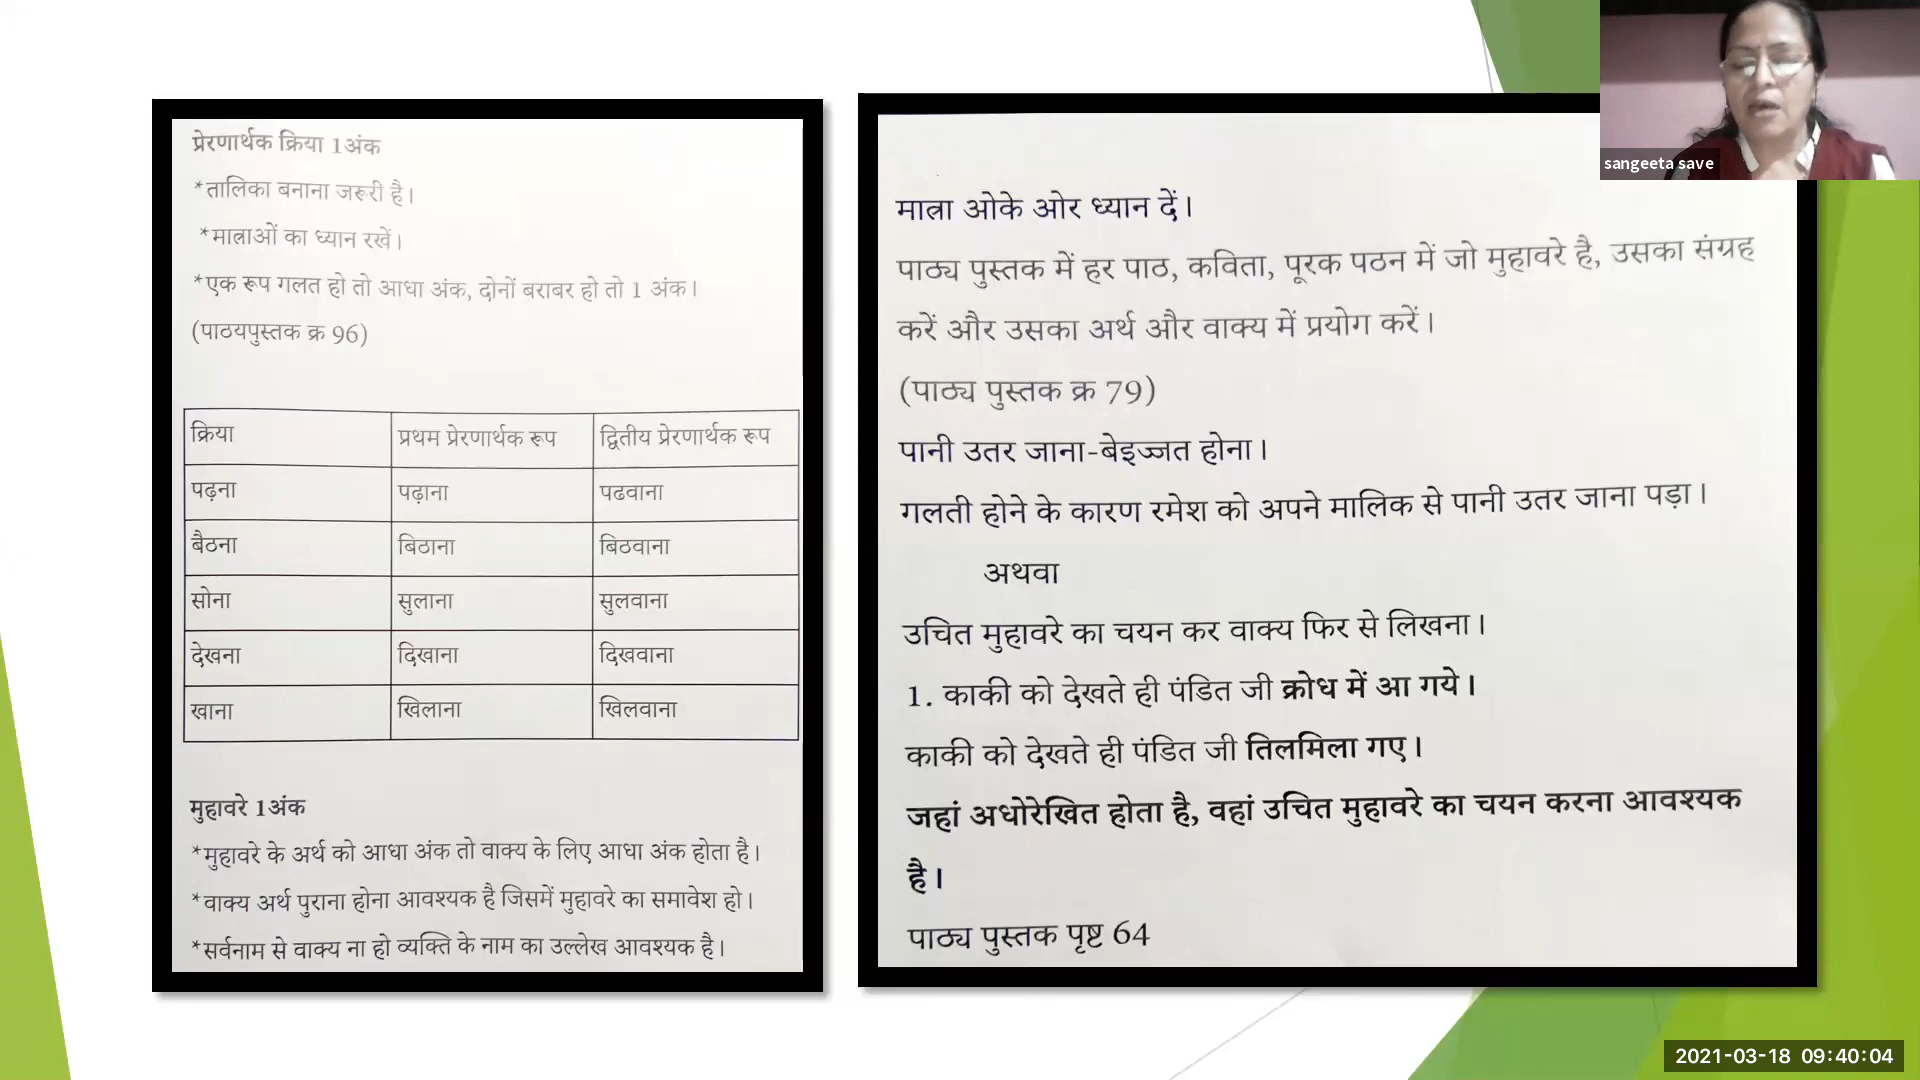 प्रेरणार्थक क्रिया 1अंक
*तालिका बनाना जरूरी है।
*मात्राओं का ध्यान रखें।
*एक रूप गलत हो तो आधा अंक, दोनों बराबर हो तो 1 अंक।
(पाठयपुस्तक क्र 96)
क्रिया प्रथम प्रेरणार्थक रूप द्वितीय प्रेरणार्थक रूप
पढ़ना पढ़ाना पढवाना
बैठना बिठाना बिठवाना
सोना सुलाना सुलवाना
देखना दिखाना दिखवाना
खाना खिलाना खिलवाना
मुहावरे 1अंक
*मुहावरे के अर्थ को आधा अंक तो वाक्य के लिए आधा अंक होता है।
*वाक्य अर्थ पुराना होना आवश्यक है जिसमें मुहावरे का समावेश हो।
*सर्वनाम से वाक्य ना हो व्यक्ति के नाम का उल्लेख आवश्यक है।
मात्रा ओके ओर ध्यान दें।
पाठ्य पुस्तक में हर पाठ, कविता, पूरक पठन में जो मुहावरे है, उसका संग्रह
करें और उसका अर्थ और वाक्य में प्रयोग करें।
(पाठ्य पुस्तक क्र 79)
पानी उतर जाना-बेइज्जत होना।
गलती होने के कारण रमेश को अपने मालिक से पानी उतर जाना पड़ा।
अथवा
उचित मुहावरे का चयन कर वाक्य फिर से लिखना।
1. काकी को देखते ही पंडित जी क्रोध में आ गये।
काकी को देखते ही पंडित जी तिलमिला गए।
जहां अधोरेखित होता है, वहां उचित मुहावरे का चयन करना आवश्यक
है।
पाठ्य पुस्तक पृष्ट 64
sangeeta save
2021-03-18 09:40:04